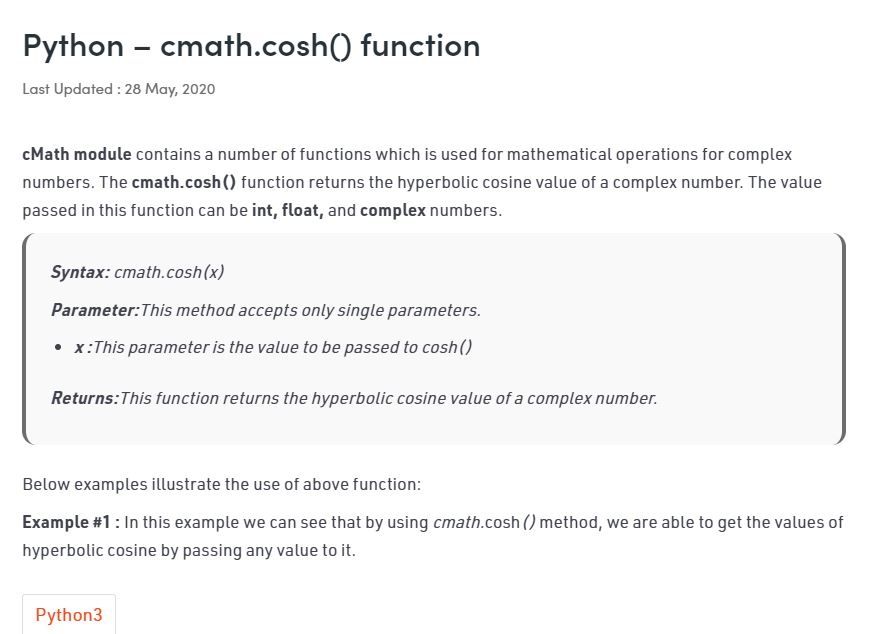 Python – cmath.cosh() function
Last Updated : 28 May, 2020
cMath module contains a number of functions which is used for mathematical operations for complex
numbers. The cmath.cosh() function returns the hyperbolic cosine value of a complex number. The value
passed in this function can be int, float, and complex numbers.
Syntax: cmath.cosh(x)
Parameter:This method accepts only single parameters.
• x :This parameter is the value to be passed to cosh()
Returns:This function returns the hyperbolic cosine value of a complex number.
Below examples illustrate the use of above function:
Example #1 : In this example we can see that by using cmath.cosh() method, we are able to get the values of
hyperbolic cosine by passing any value to it.
Python3